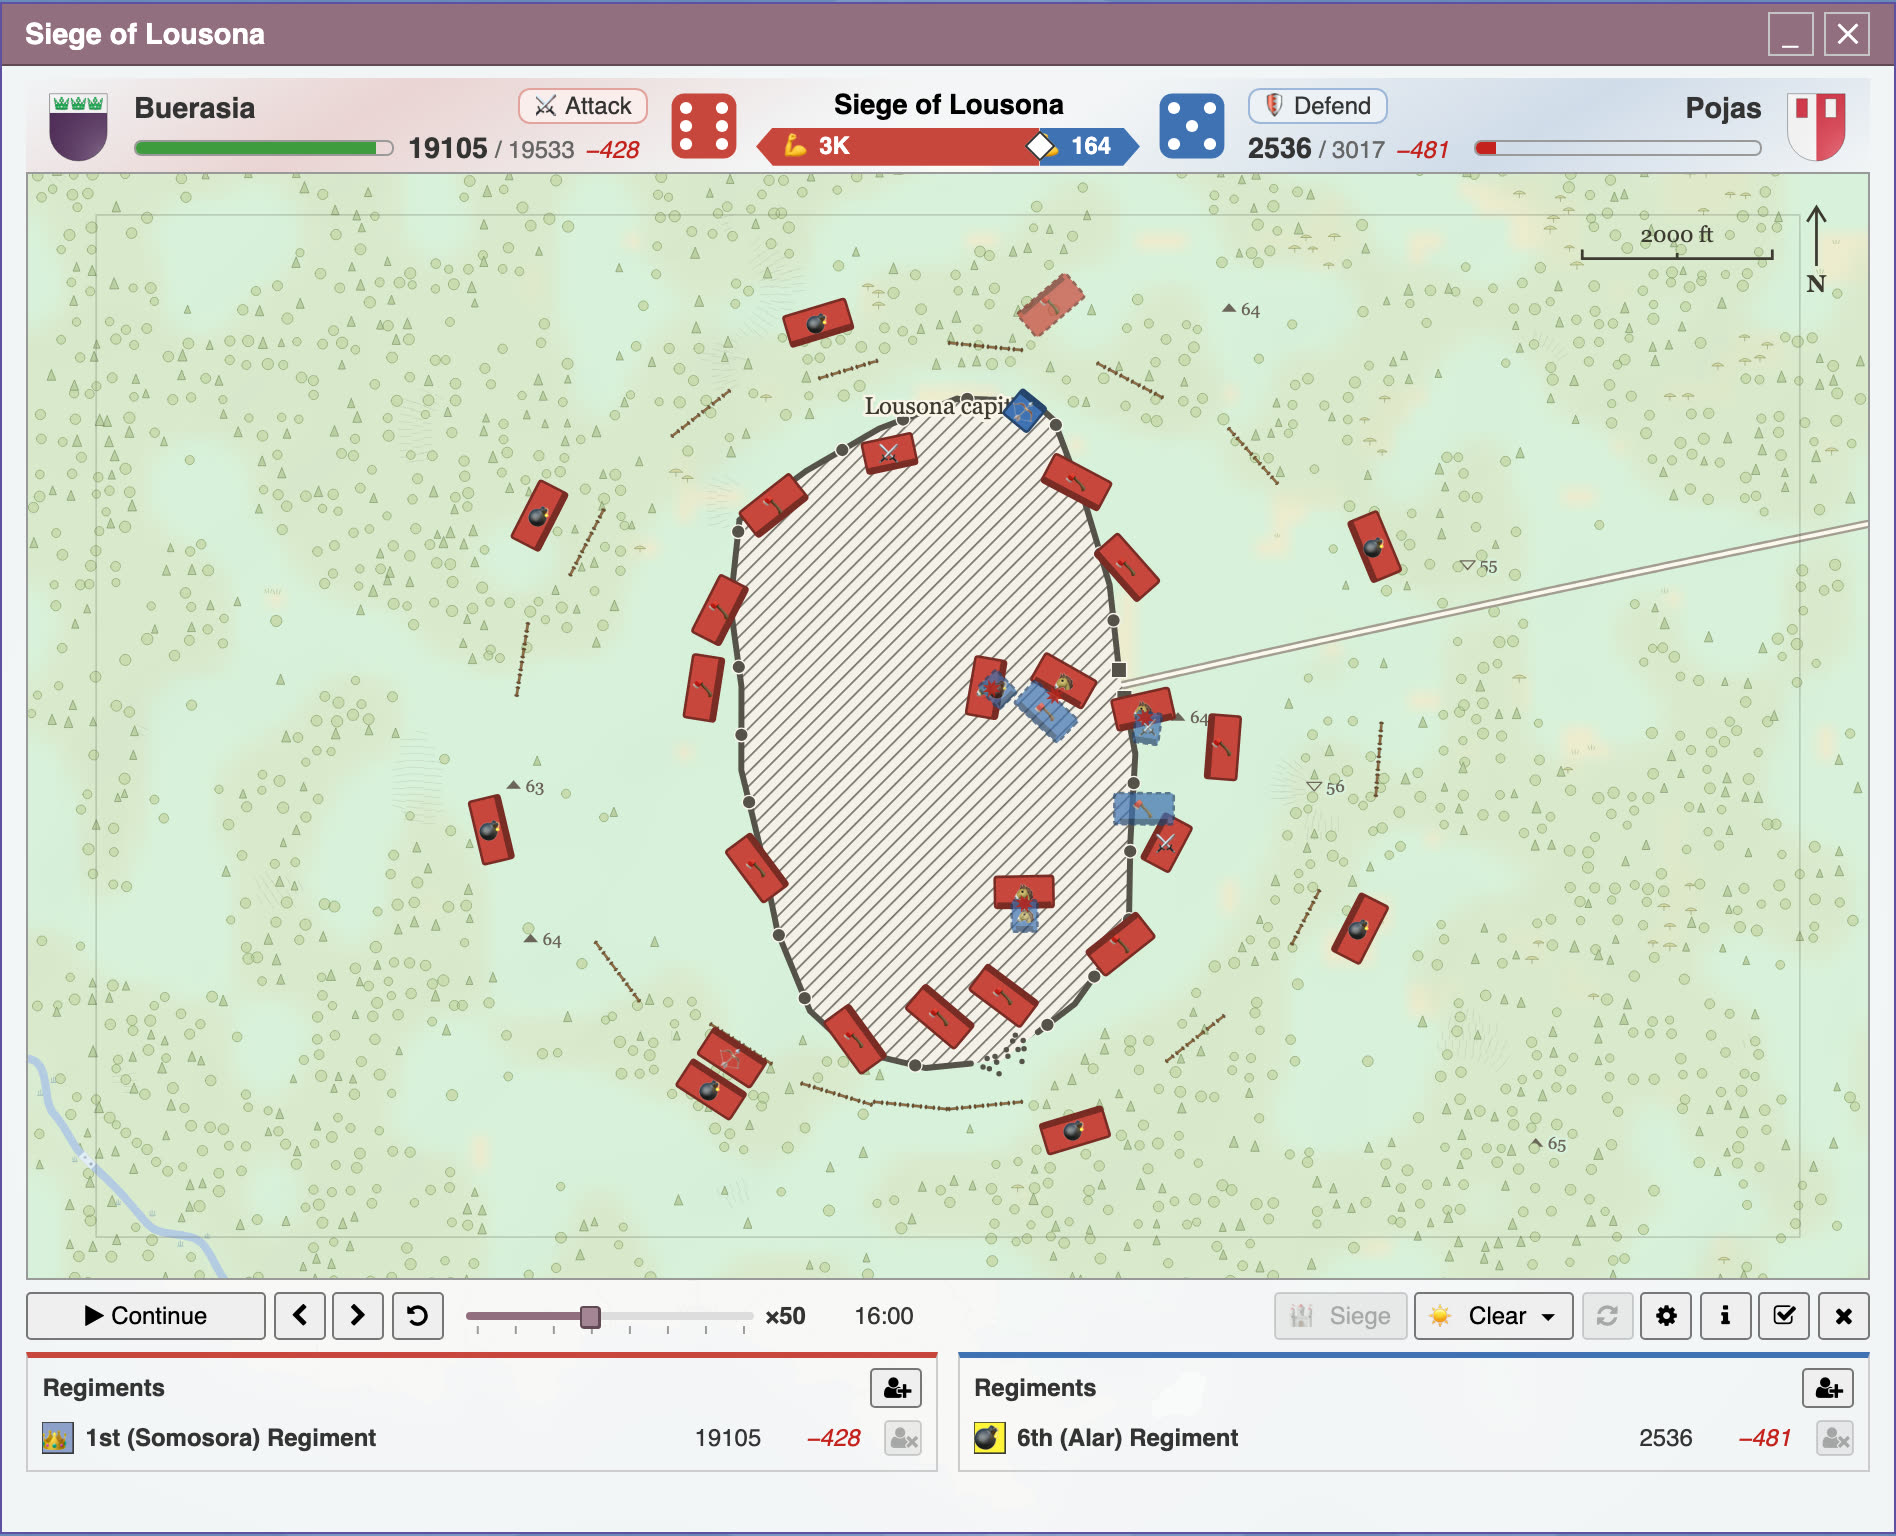 Siege of Lousona
Buerasia
Attack
19105 / 19533 –428
Siege of Lousona
3K
164
Defend
2536 / 3017 –481
Pojas
2000 ft
N
64
Lousona capit
55
64
63
56
64
65
Continue
×50
16:00
Siege
Clear
Regiments
1st (Somosora) Regiment 19105 –428
Regiments
6th (Alar) Regiment 2536 –481